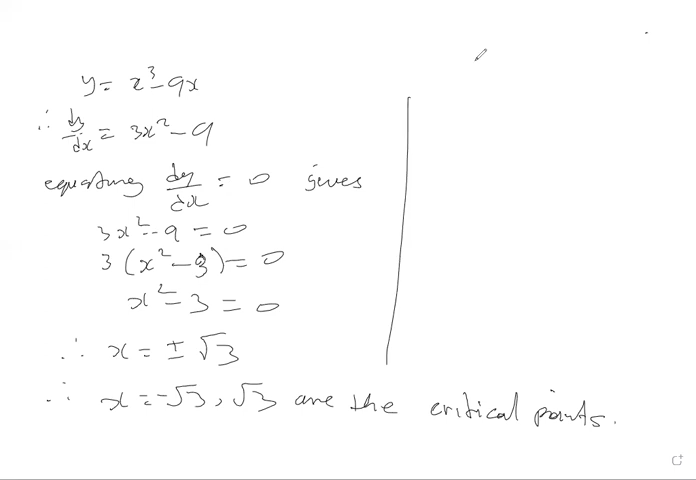 y = x³ - 9x
∴ dy/dx = 3x² - 9
equating dy/dx = 0 gives
3x² - 9 = 0
3(x² - 3) = 0
x² - 3 = 0
∴ x = ± √3
∴ x = -√3, √3 are the critical points.